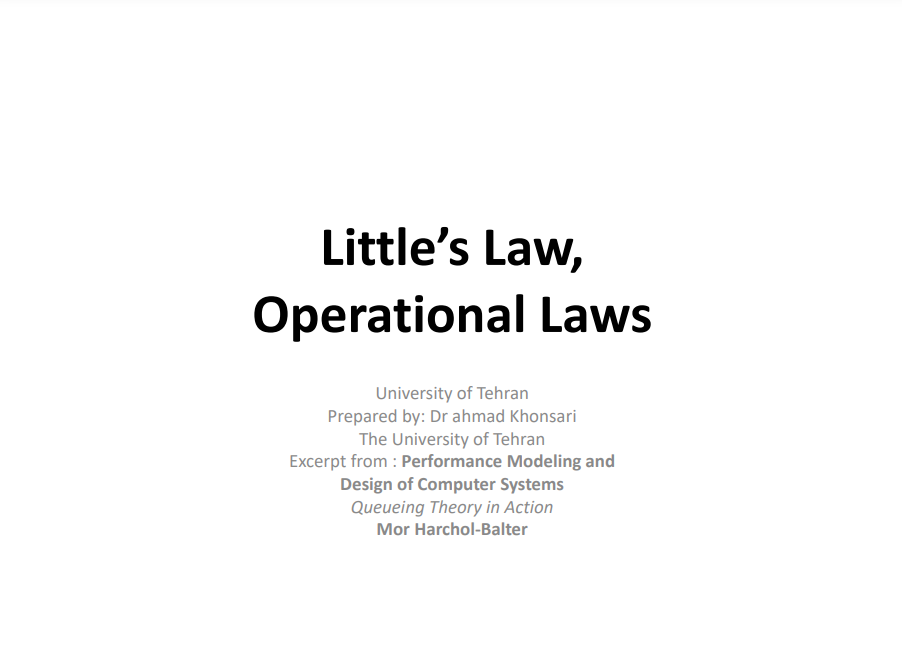 Little’s Law,
Operational Laws
University of Tehran
Prepared by: Dr ahmad Khonsari
The University of Tehran
Excerpt from : Performance Modeling and
Design of Computer Systems
Queueing Theory in Action
Mor Harchol-Balter